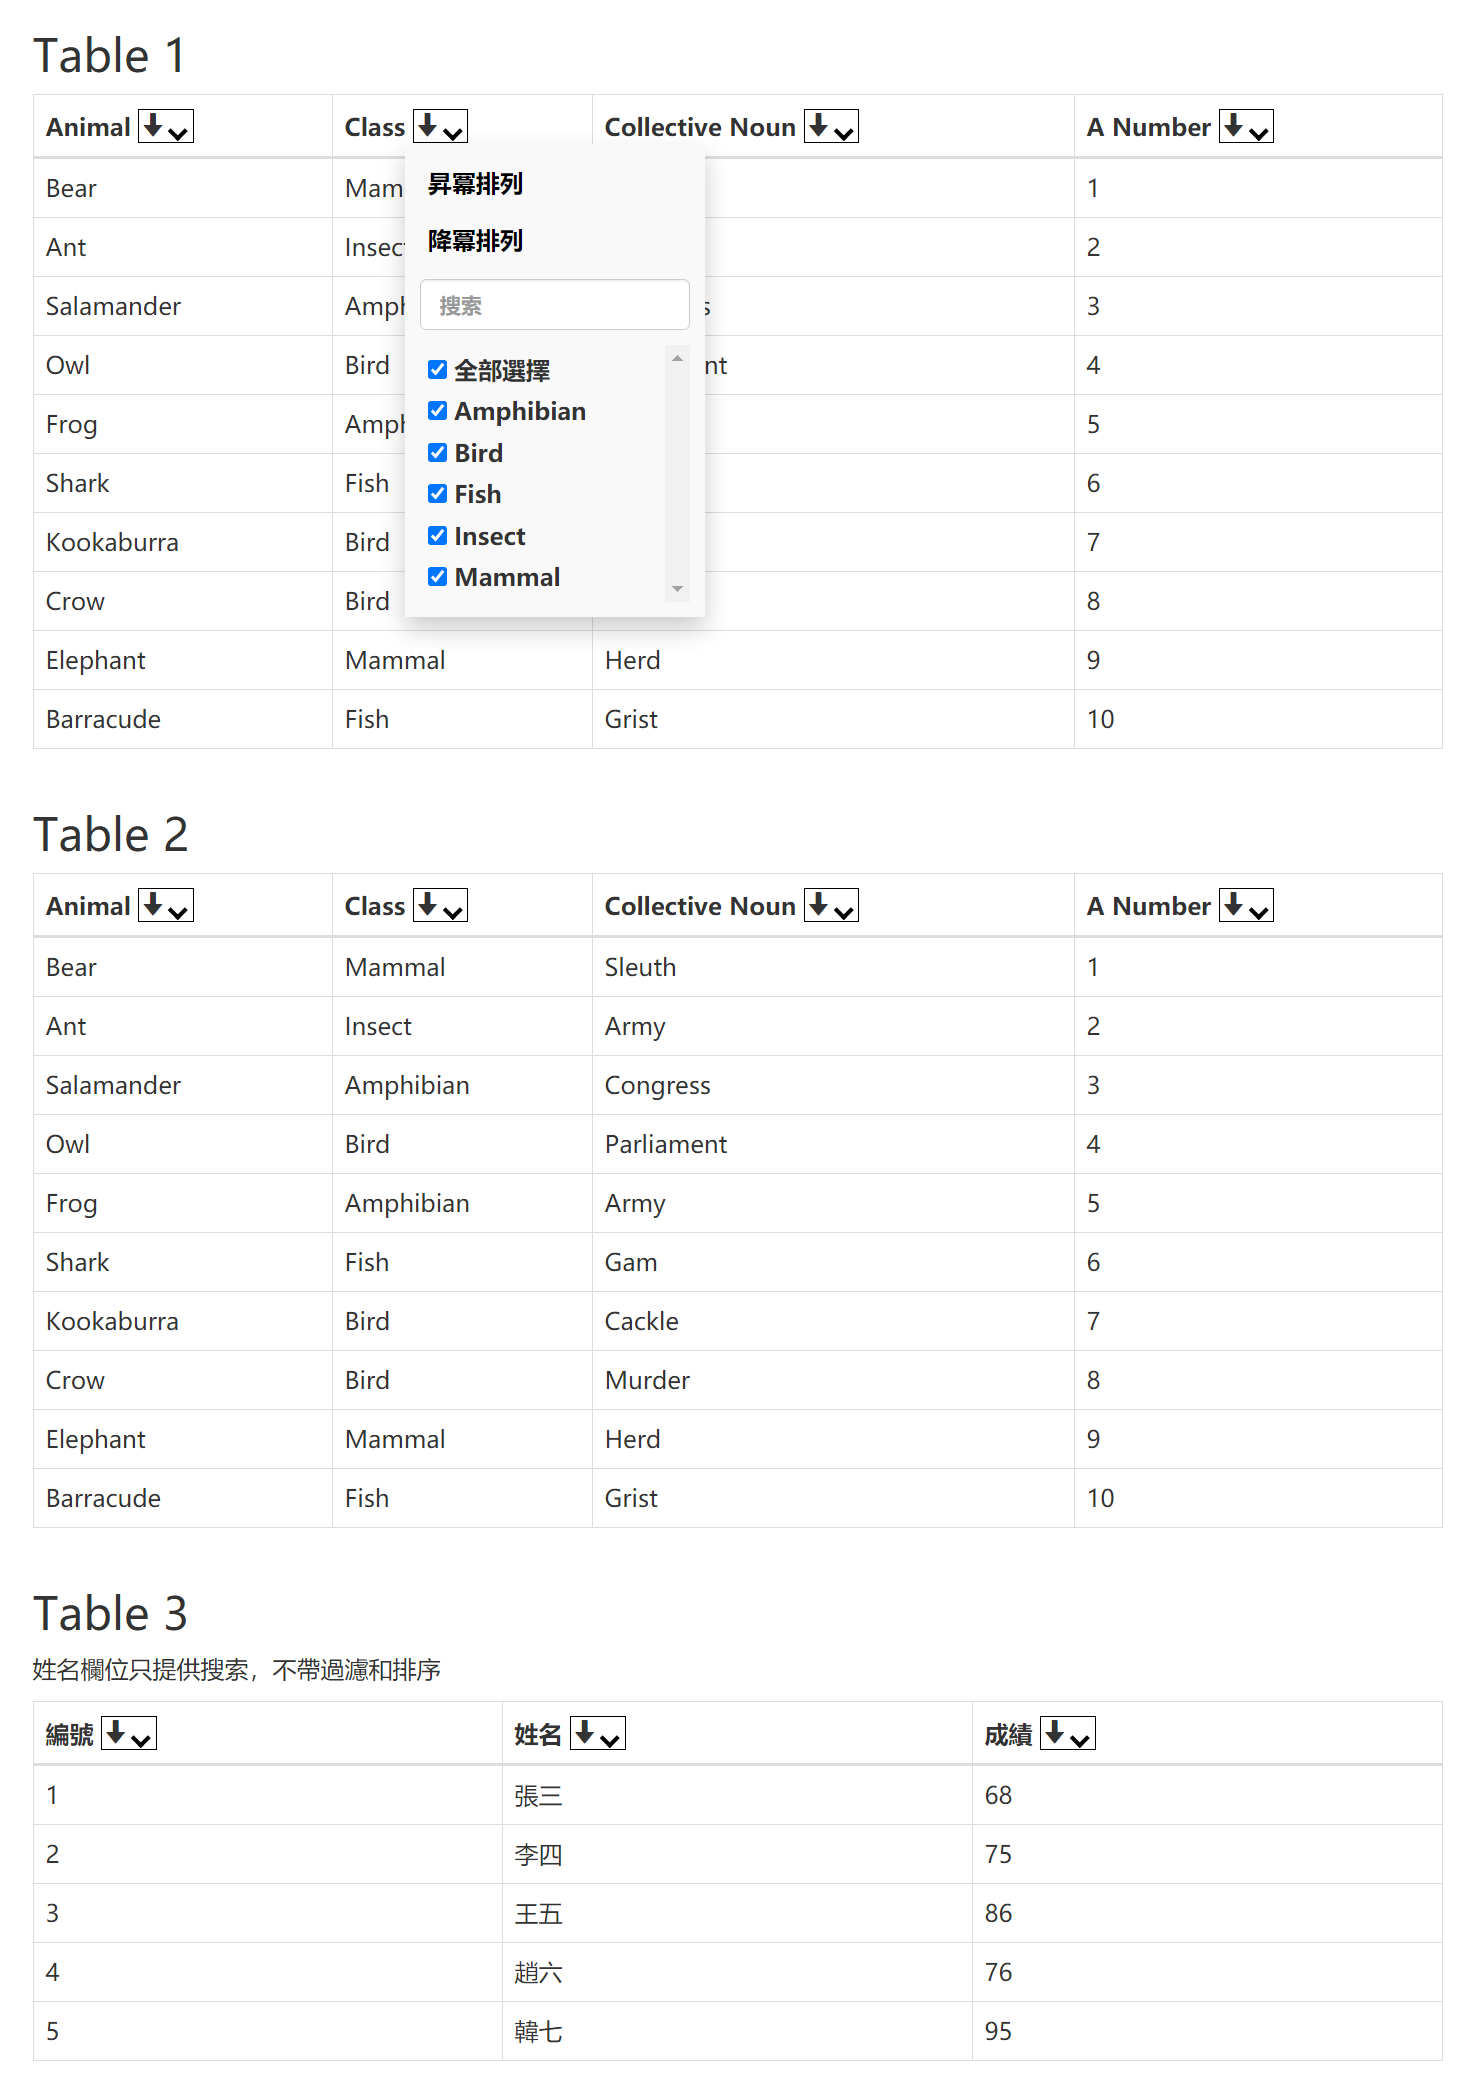 Table 1
Animal Class Collective Noun A Number
Bear Mam 1
Ant Insec 2
Salamander Amph s 3
Owl Bird nt 4
Frog Amph 5
Shark Fish 6
Kookaburra Bird 7
Crow Bird 8
Elephant Mammal Herd 9
Barracude Fish Grist 10
昇冪排列
降冪排列
搜索
全部選擇
Amphibian
Bird
Fish
Insect
Mammal
Table 2
Animal Class Collective Noun A Number
Bear Mammal Sleuth 1
Ant Insect Army 2
Salamander Amphibian Congress 3
Owl Bird Parliament 4
Frog Amphibian Army 5
Shark Fish Gam 6
Kookaburra Bird Cackle 7
Crow Bird Murder 8
Elephant Mammal Herd 9
Barracude Fish Grist 10
Table 3
姓名欄位只提供搜索，不帶過濾和排序
編號 姓名 成績
1 張三 68
2 李四 75
3 王五 86
4 趙六 76
5 韓七 95